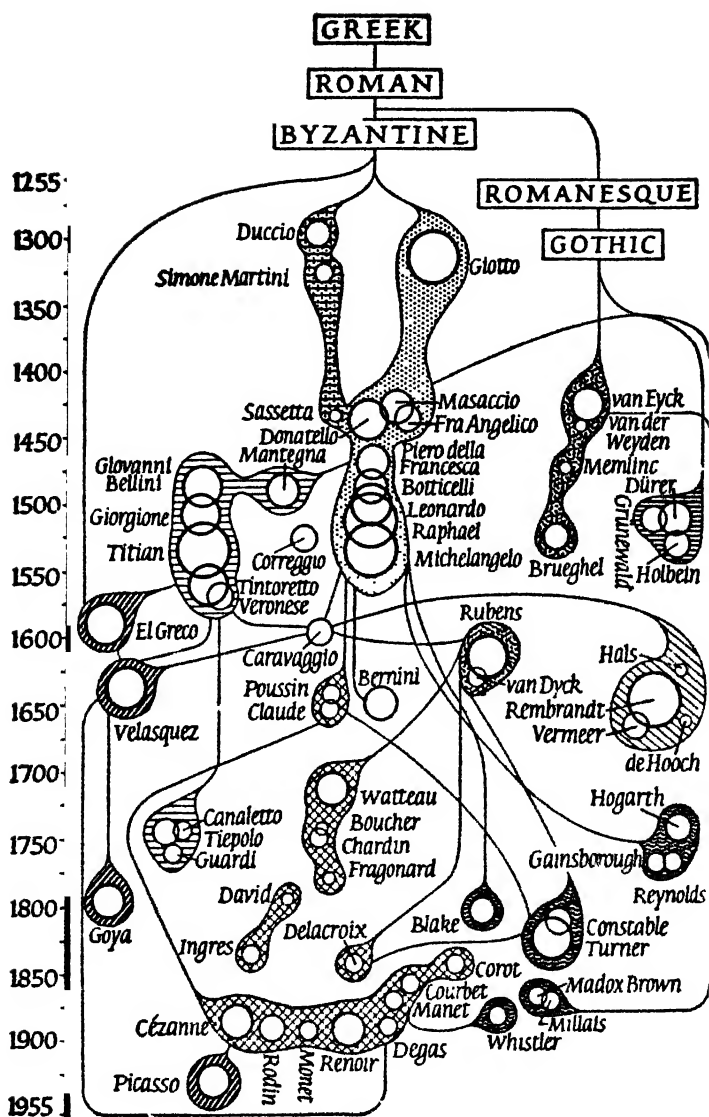 GREEK
ROMAN
BYZANTINE
1255
ROMANESQUE
Duccio
1300
GOTHIC
Giotto
Simone Martini
1350
1400
Masaccio
van Eyck
Sassetta
Fra Angelico
van der
Weyden
Donatello
1450
Mantegna
Piero della
Francesca
Giovanni
Bellini
Memlinc
Botticelli
Dürer
1500
Leonardo
Giorgione
Raphael
Grunewald
Titian
Correggio
Michelangelo
Brueghel
Holbein
1550
Tintoretto
Veronese
Rubens
El Greco
1600
Caravaggio
Hals
Bernini
Poussin
van Dyck
Claude
Rembrandt
1650
Velasquez
Vermeer
de Hooch
1700
Watteau
Hogarth
Canaletto
Boucher
1750
Tiepolo
Chardin
Guardi
Fragonard
Gainsborough
David
Reynolds
1800
Goya
Blake
Constable
Ingres
Delacroix
Turner
1850
Corot
Courbet
Madox Brown
Manet
Cézanne
Millais
1900
Whistler
Degas
Renoir
Monet
Rodin
Picasso
1955